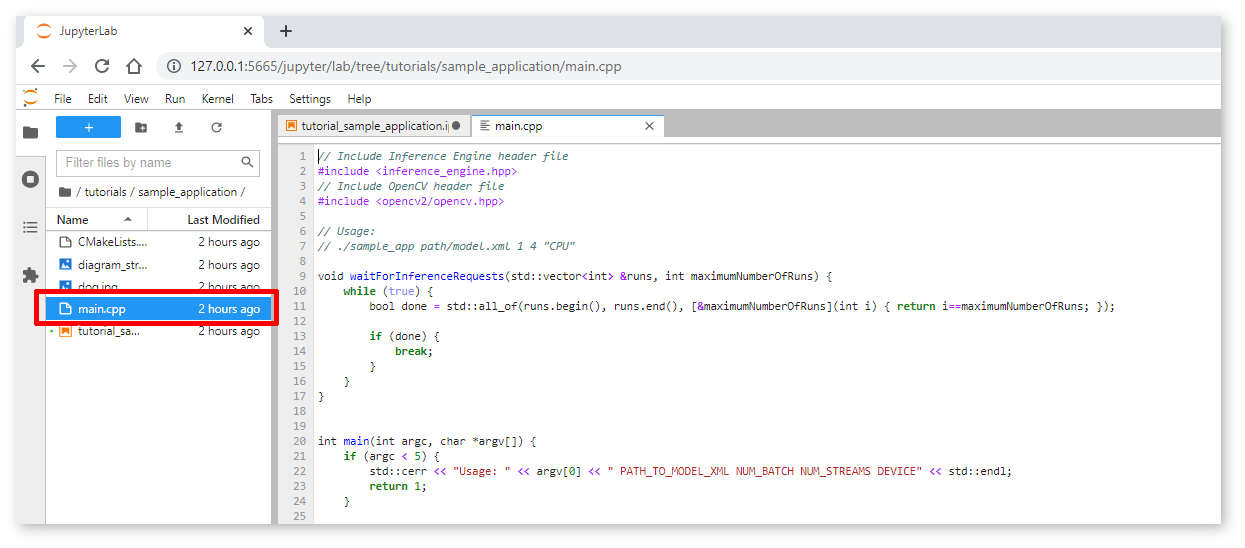 JupyterLab
127.0.0.1:5665/jupyter/lab/tree/tutorials/sample_application/main.cpp
File Edit View Run Kernel Tabs Settings Help
Filter files by name
/ tutorials / sample_application /
Name Last Modified
CMakeLists.... 2 hours ago
diagram_str... 2 hours ago
dog.jpg 2 hours ago
main.cpp 2 hours ago
tutorial_sa... 2 hours ago
tutorial_sample_application.i
main.cpp
1 // Include Inference Engine header file
2 #include <inference_engine.hpp>
3 // Include OpenCV header file
4 #include <opencv2/opencv.hpp>
5
6 // Usage:
7 // ./sample_app path/model.xml 1 4 "CPU"
8
9 void waitForInferenceRequests(std::vector<int> &runs, int maximumNumberOfRuns) {
10 while (true) {
11 bool done = std::all_of(runs.begin(), runs.end(), [&maximumNumberOfRuns](int i) { return i==maximumNumberOfRuns; });
12
13 if (done) {
14 break;
15 }
16 }
17 }
18
19
20 int main(int argc, char *argv[]) {
21 if (argc < 5) {
22 std::cerr << "Usage: " << argv[0] << " PATH_TO_MODEL_XML NUM_BATCH NUM_STREAMS DEVICE" << std::endl;
23 return 1;
24 }
25